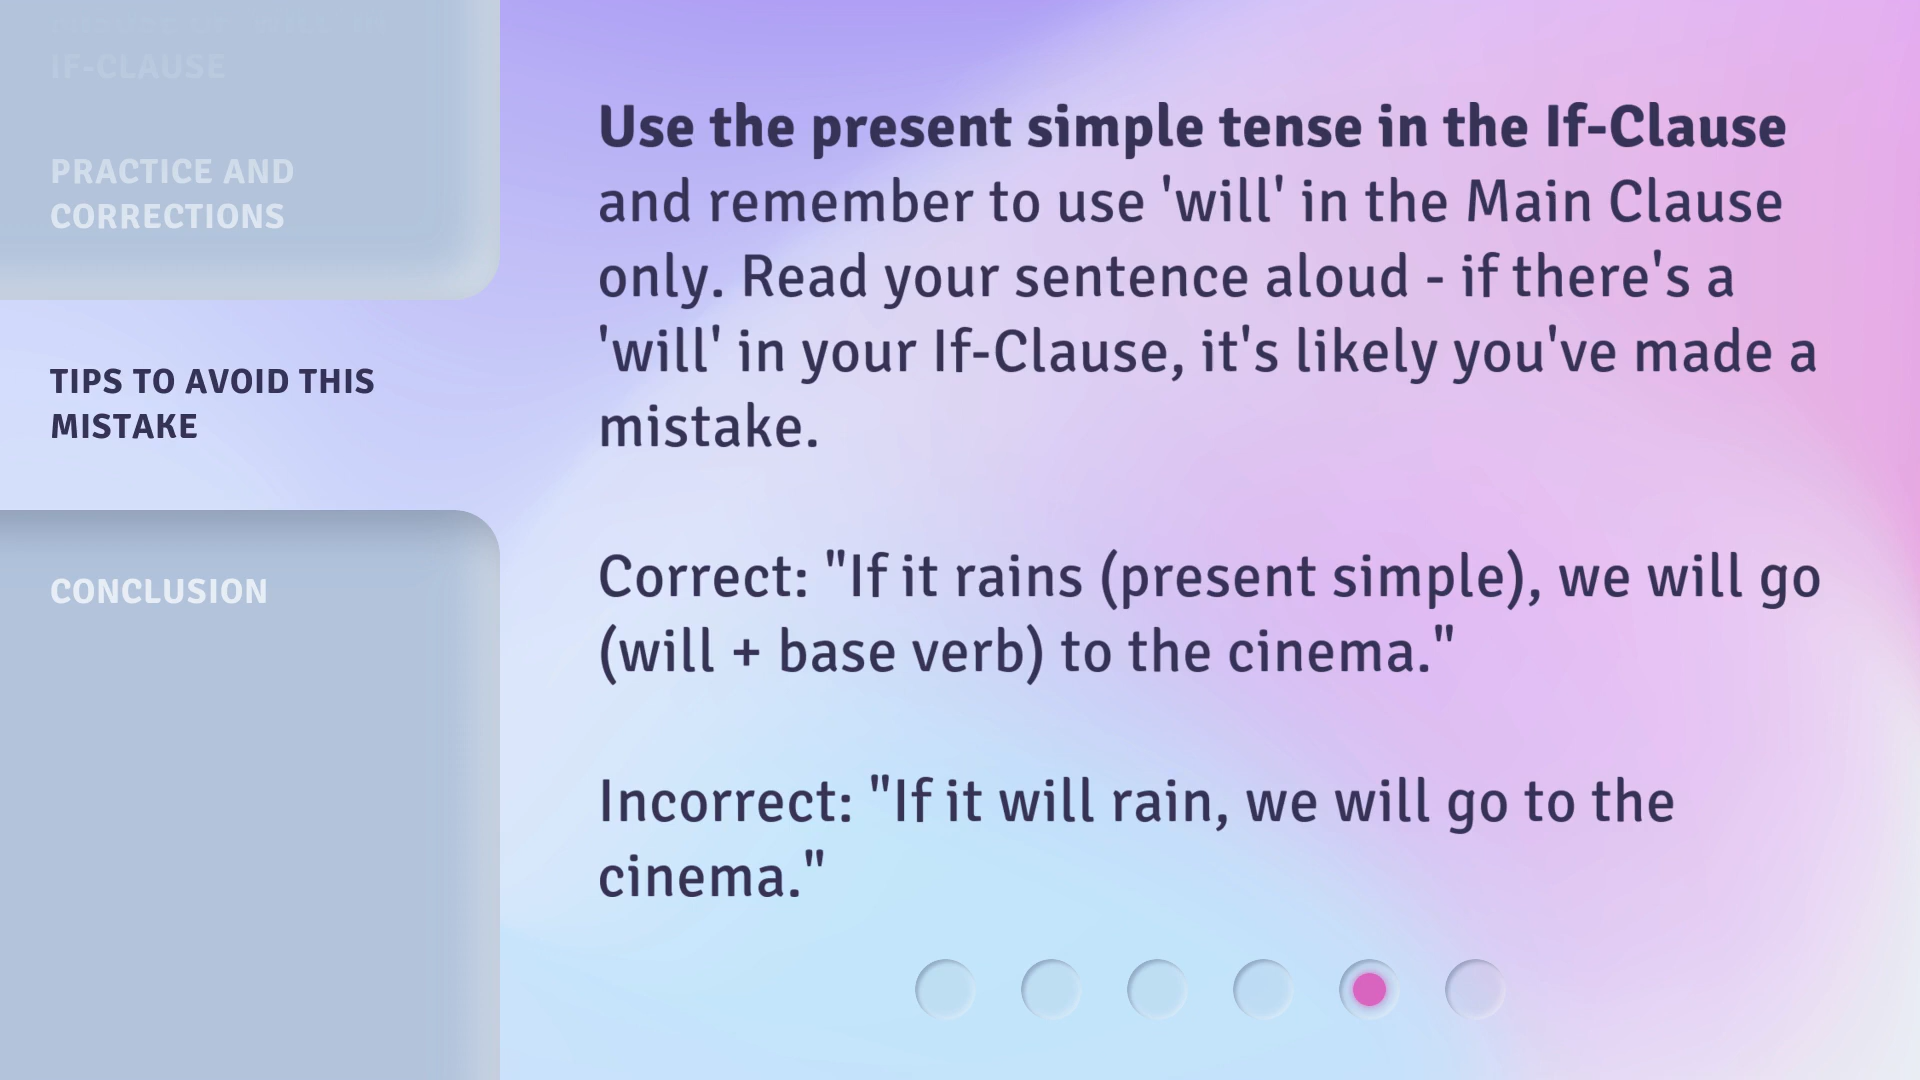 IF-CLAUSE
PRACTICE AND
CORRECTIONS
TIPS TO AVOID THIS
MISTAKE
CONCLUSION
Use the present simple tense in the If-Clause
and remember to use 'will' in the Main Clause
only. Read your sentence aloud - if there's a
'will' in your If-Clause, it's likely you've made a
mistake.
Correct: "If it rains (present simple), we will go
(will + base verb) to the cinema."
Incorrect: "If it will rain, we will go to the
cinema."